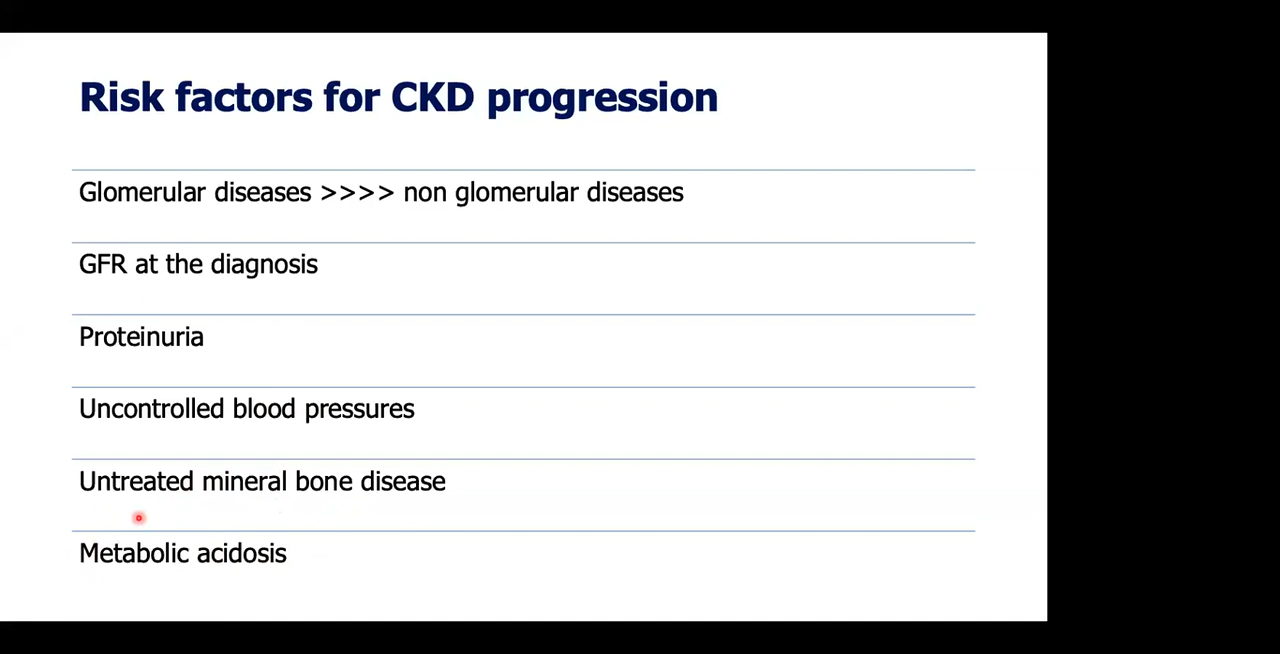 Risk factors for CKD progression
Glomerular diseases >>>> non glomerular diseases
GFR at the diagnosis
Proteinuria
Uncontrolled blood pressures
Untreated mineral bone disease
Metabolic acidosis